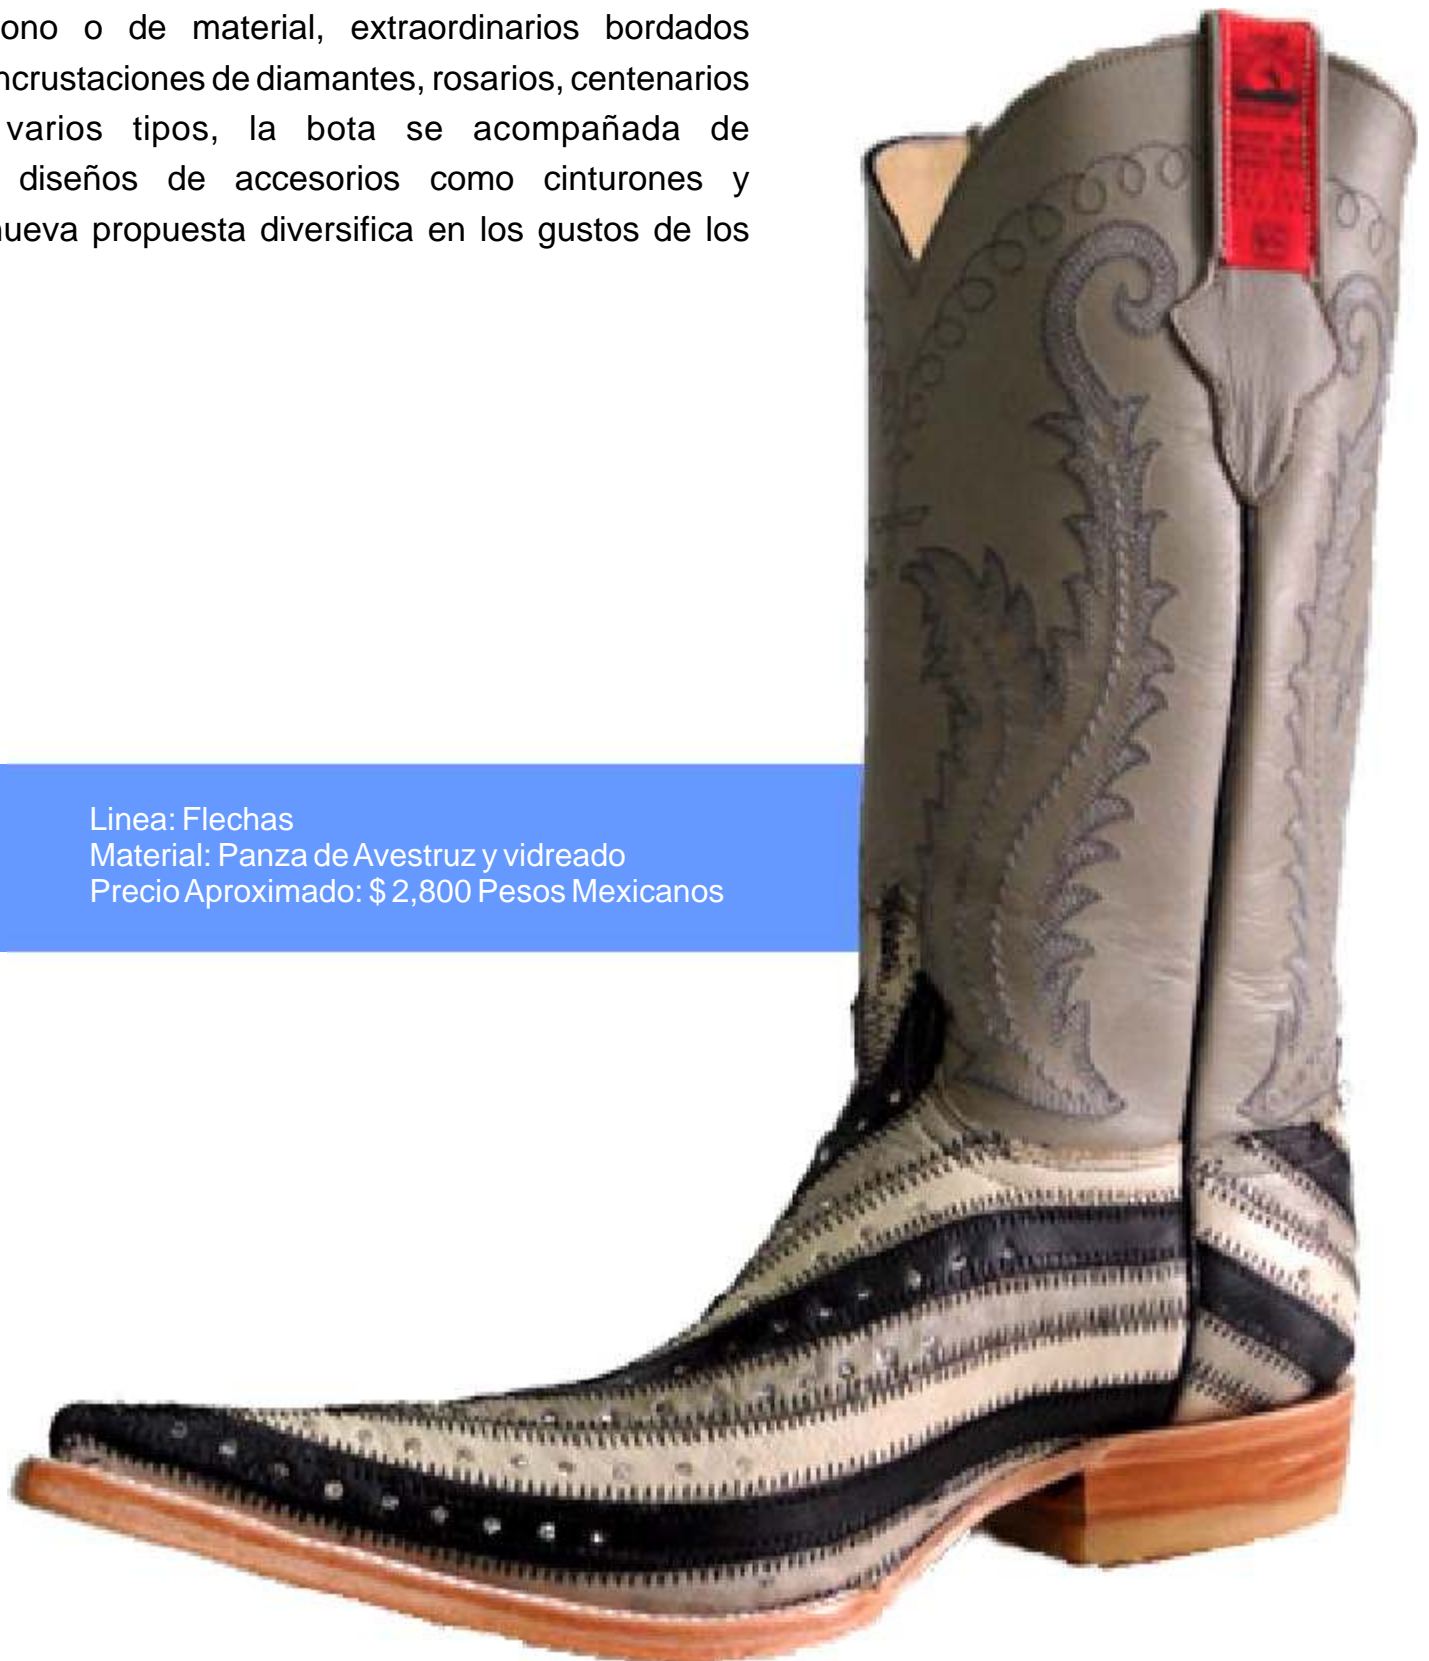 ono o de material, extraordinarios bordados
ncrustaciones de diamantes, rosarios, centenarios
varios tipos, la bota se acompañada de
diseños de accesorios como cinturones y
nueva propuesta diversifica en los gustos de los
Linea: Flechas
Material: Panza de Avestruz y vidreado
Precio Aproximado: $ 2,800 Pesos Mexicanos